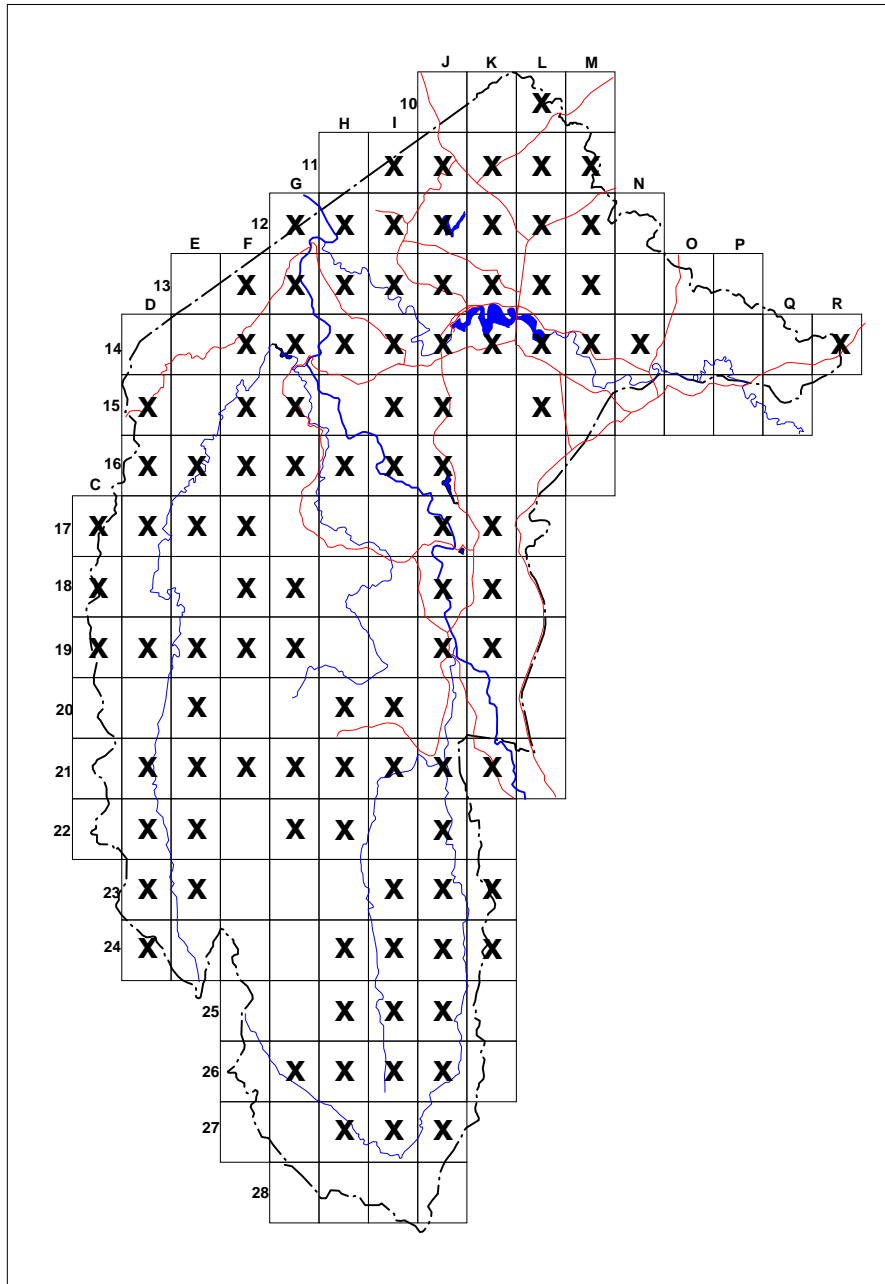 J K L M
10 X
H I
11 X X X X X
G N
12 X X X X X X X
E F O P
13 X X X X X X X X
D Q R
14 X X X X X X X X X X
15 X X X X X X
16 X X X X X X X
C
17 X X X X X X
18 X X X X X
19 X X X X X X X
20 X X X
21 X X X X X X X X
22 X X X X X
23 X X X X X
24 X X X X X
25 X X X
26 X X X X
27 X X X
28